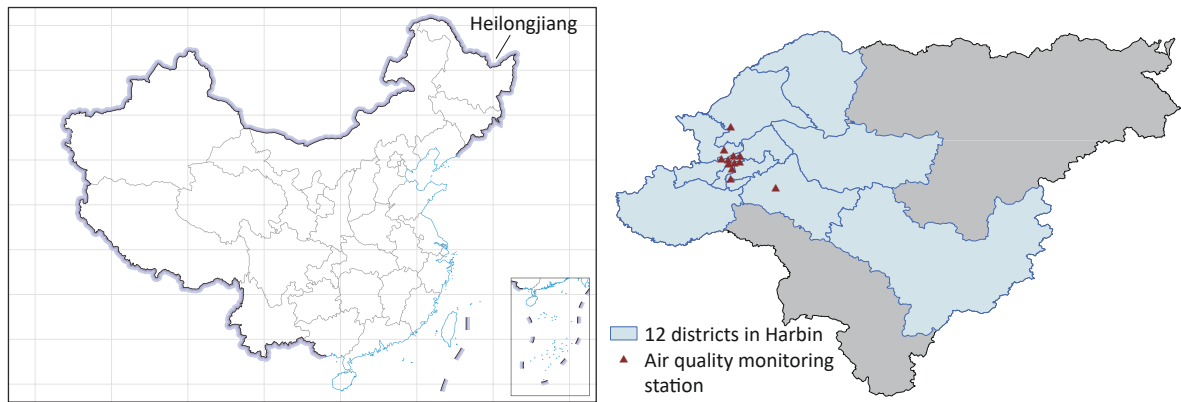 Heilongjiang
12 districts in Harbin
Air quality monitoring
station